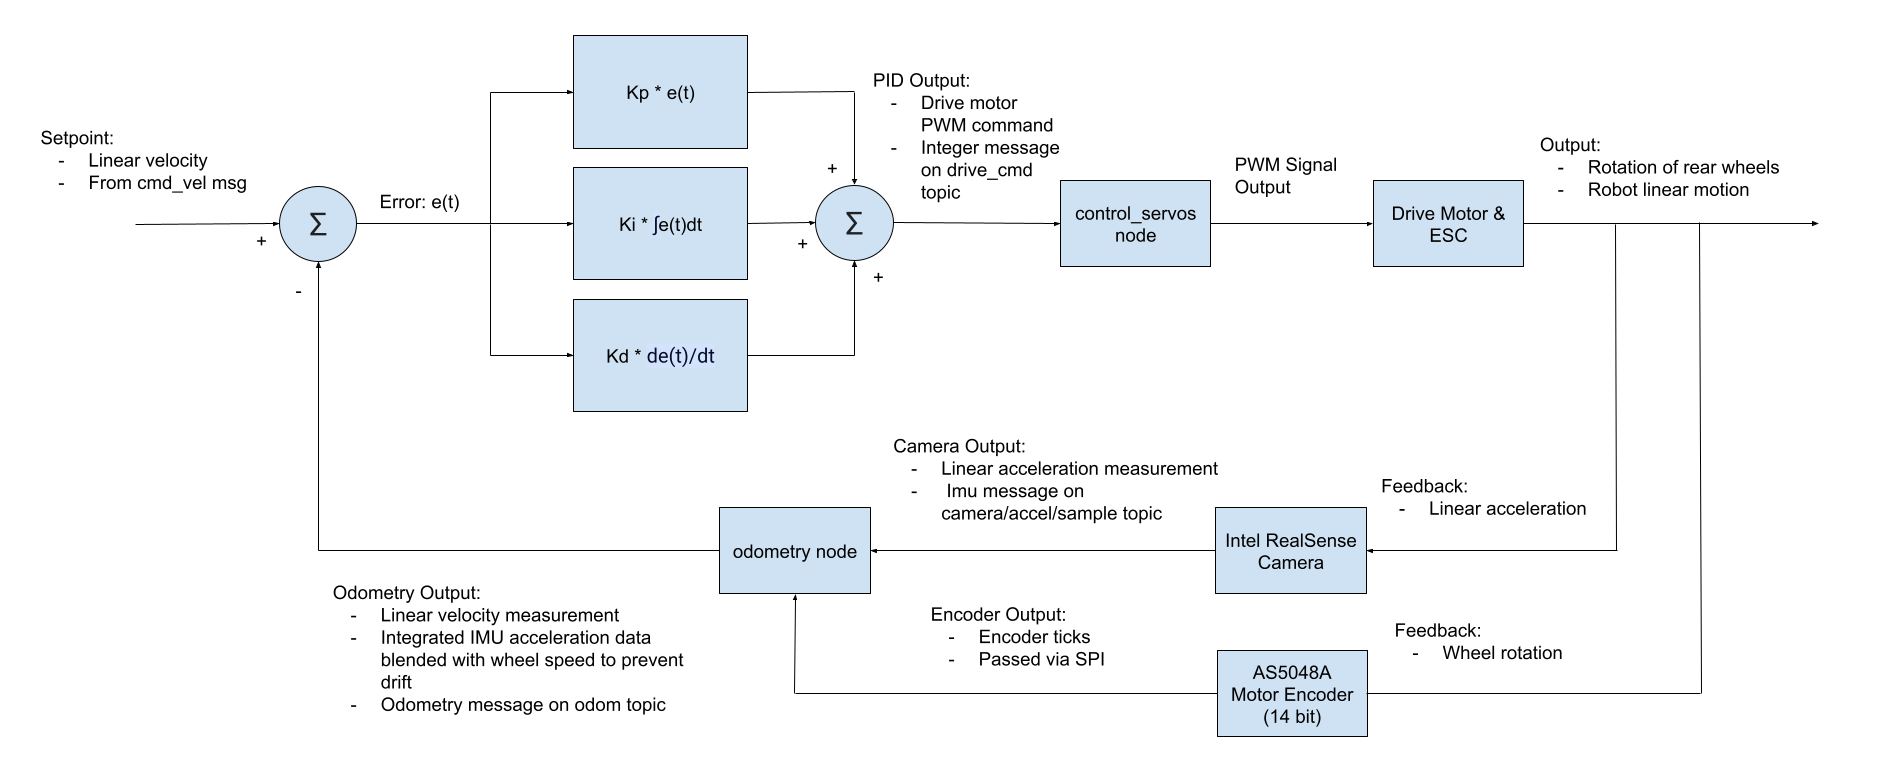 Setpoint:
- Linear velocity
- From cmd_vel msg
+
-
Σ
Error: e(t)
Kp * e(t)
Ki * ∫e(t)dt
Kd * de(t)/dt
+
+
+
Σ
PID Output:
- Drive motor
PWM command
- Integer message
on drive_cmd
topic
control_servos
node
PWM Signal
Output
Drive Motor &
ESC
Output:
- Rotation of rear wheels
- Robot linear motion
Camera Output:
- Linear acceleration measurement
- Imu message on
camera/accel/sample topic
Feedback:
- Linear acceleration
Intel RealSense
Camera
odometry node
Odometry Output:
- Linear velocity measurement
- Integrated IMU acceleration data
blended with wheel speed to prevent
drift
- Odometry message on odom topic
Encoder Output:
- Encoder ticks
- Passed via SPI
Feedback:
- Wheel rotation
AS5048A
Motor Encoder
(14 bit)